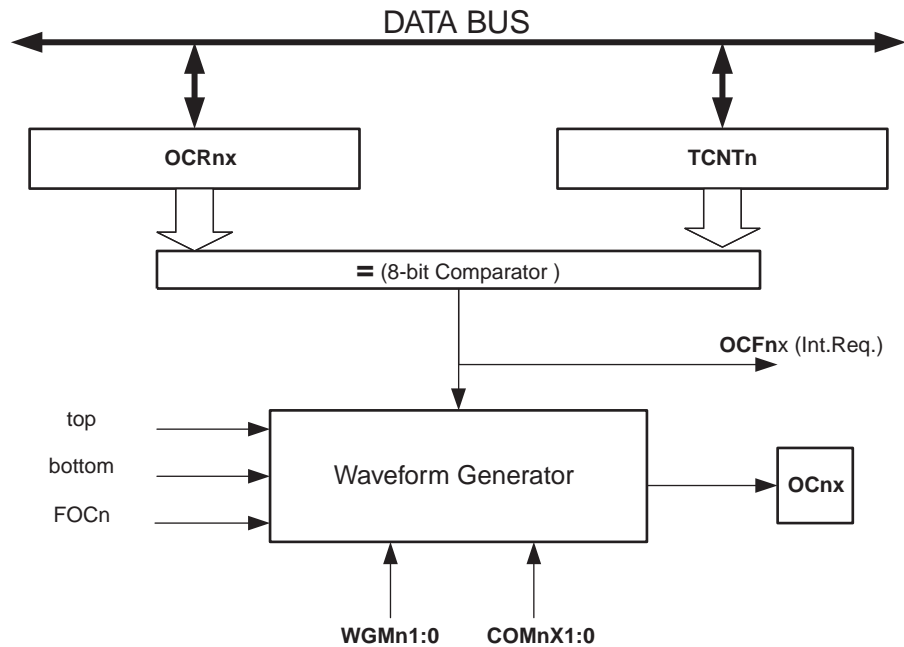 DATA BUS
OCRnx
TCNTn
= (8-bit Comparator )
OCFnx (Int.Req.)
top
bottom
FOCn
Waveform Generator
OCnx
WGMn1:0
COMnX1:0